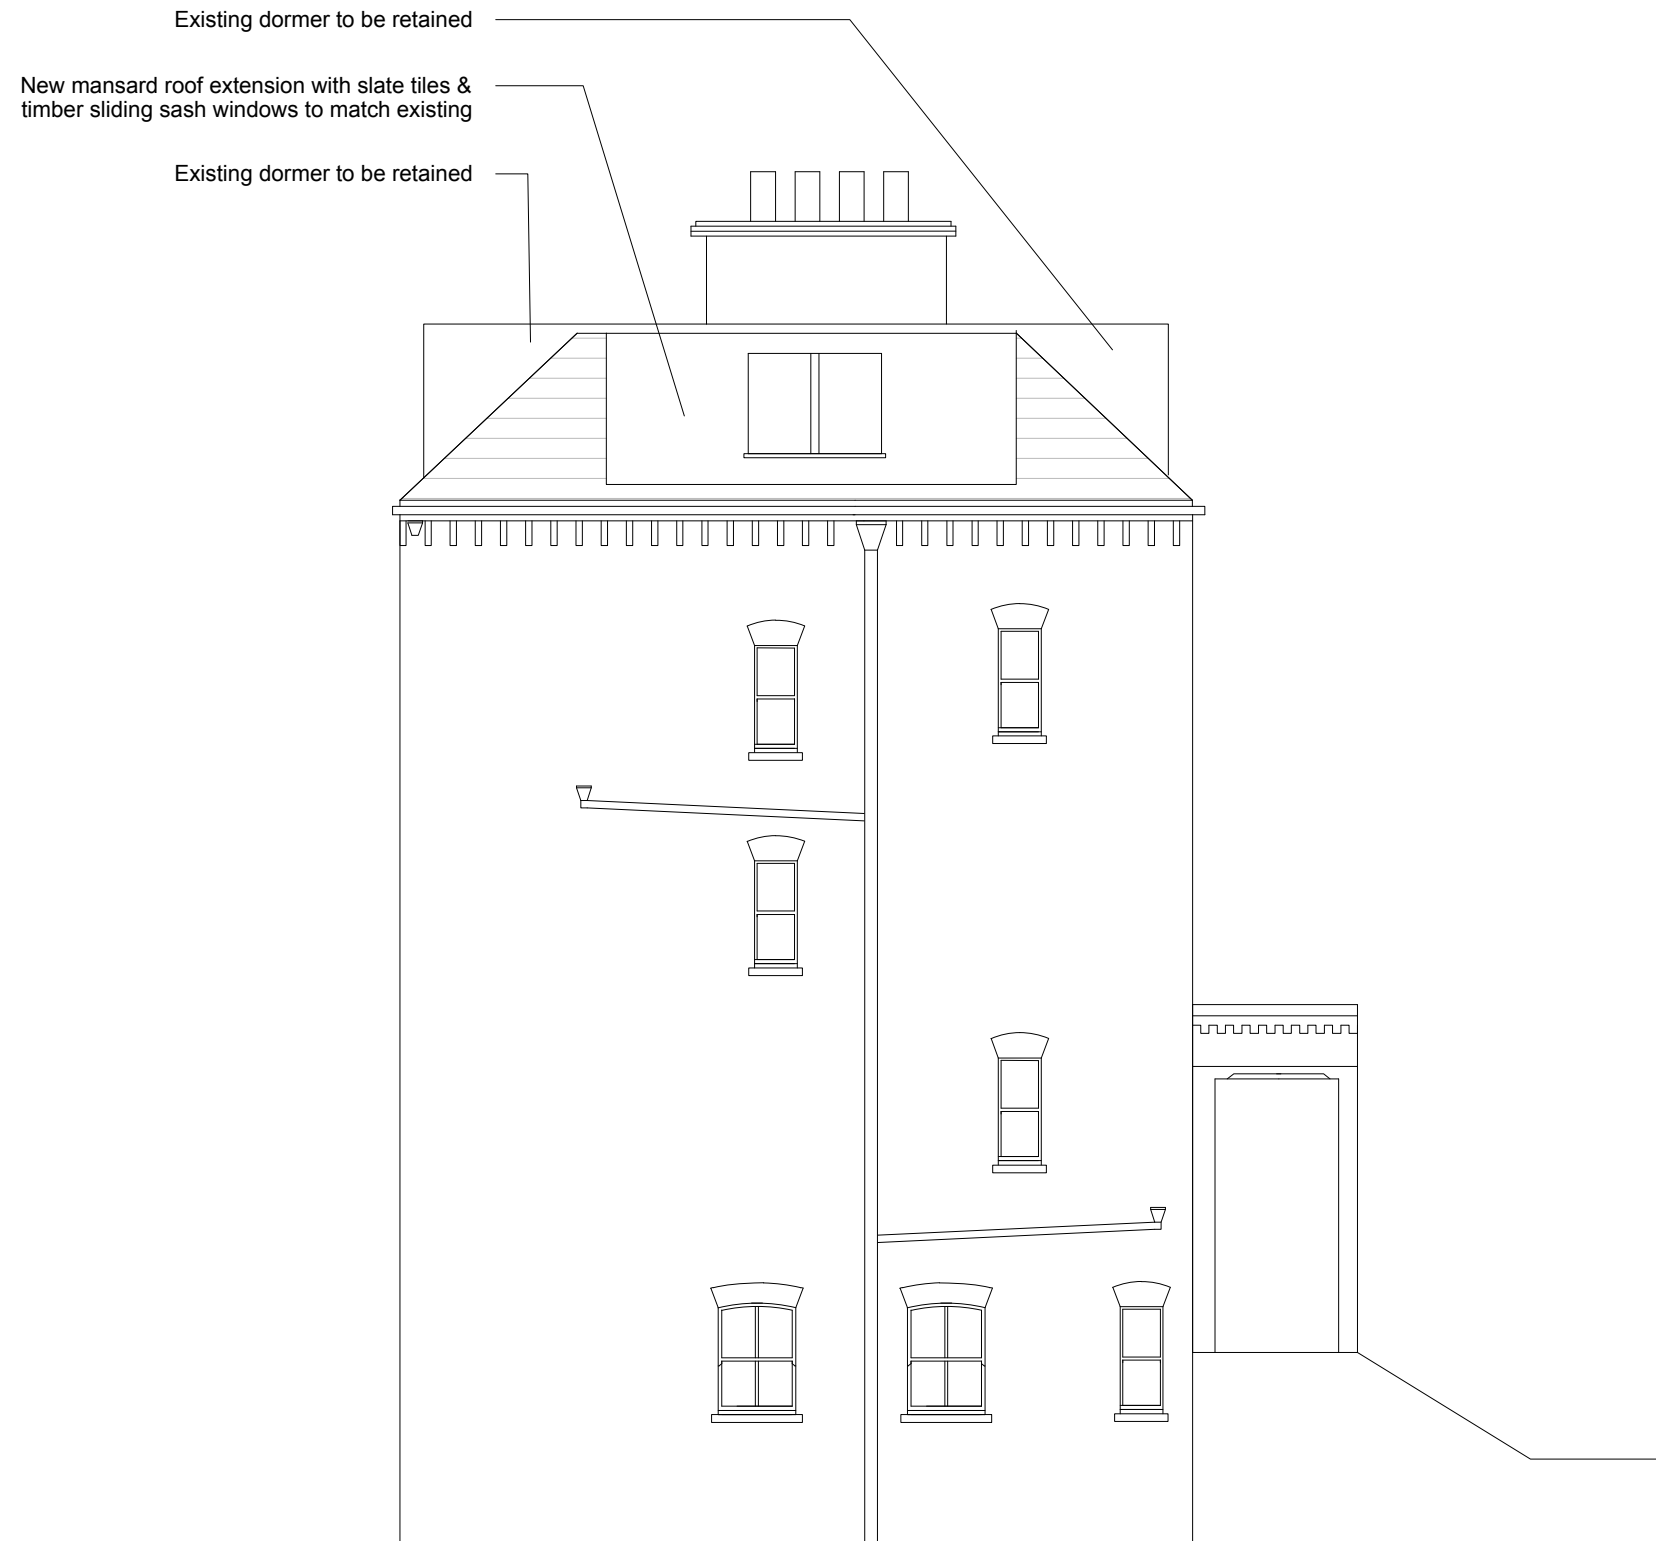 Existing dormer to be retained
New mansard roof extension with slate tiles &
timber sliding sash windows to match existing
Existing dormer to be retained